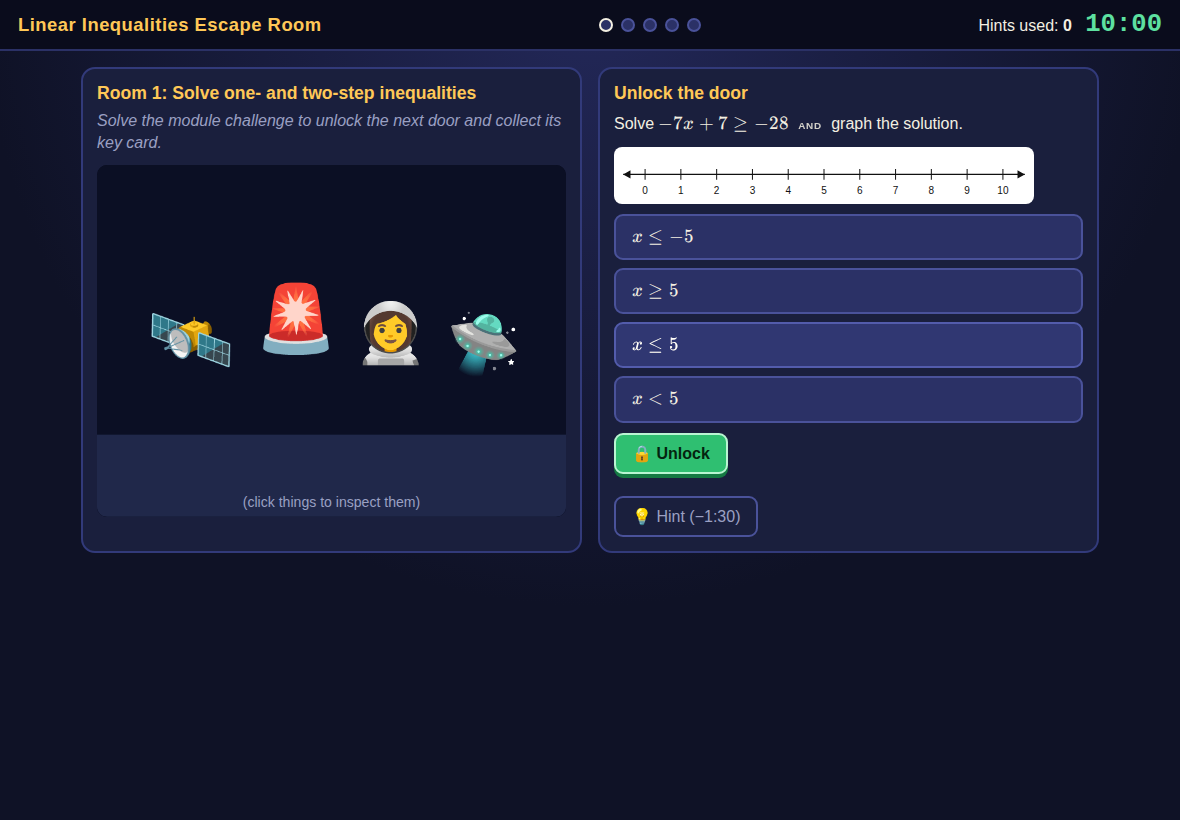 Linear Inequalities Escape Room
Hints used: 0 10:00
Room 1: Solve one- and two-step inequalities
Solve the module challenge to unlock the next door and collect its
key card.
(click things to inspect them)
Unlock the door
Solve −7x + 7 ≥ −28 AND graph the solution.
0 1 2 3 4 5 6 7 8 9 10
x ≤ −5
x ≥ 5
x ≤ 5
x < 5
🔒 Unlock
💡 Hint (−1:30)